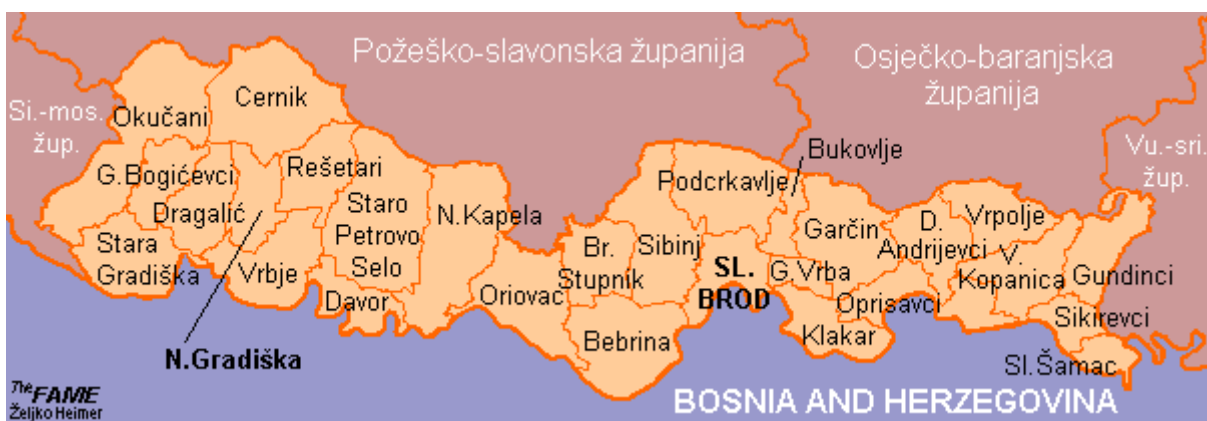 Požeško-slavonska županija
Osječko-baranjska
županija
Si.-mos.
žup.
Vu.-sri.
žup.
Okučani
Cernik
G.Bogićevci
Rešetari
Dragalić
Staro
Petrovo
Selo
N.Kapela
Stara
Gradiška
Vrbje
Davor
N.Gradiška
Oriovac
Br.
Stupnik
Sibinj
Bebrina
Podcrkavlje
Bukovlje
SL.
BROD
Garčin
G.Vrba
Klakar
Oprisavci
D.
Andrijevci
Vrpolje
V.
Kopanica
Gundinci
Sikirevci
Sl.Šamac
BOSNIA AND HERZEGOVINA
The FAME
Željko Heimer